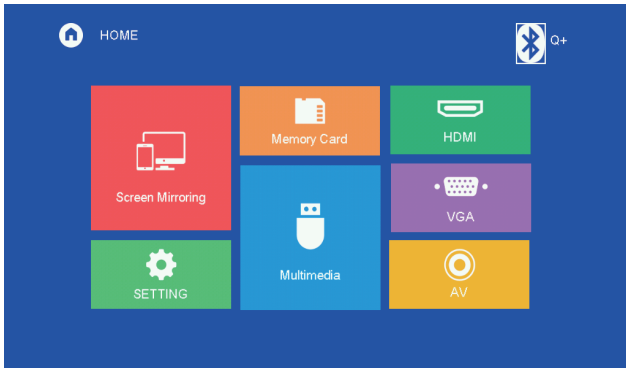 HOME
Q+
Memory Card
HDMI
Screen Mirroring
VGA
Multimedia
SETTING
AV